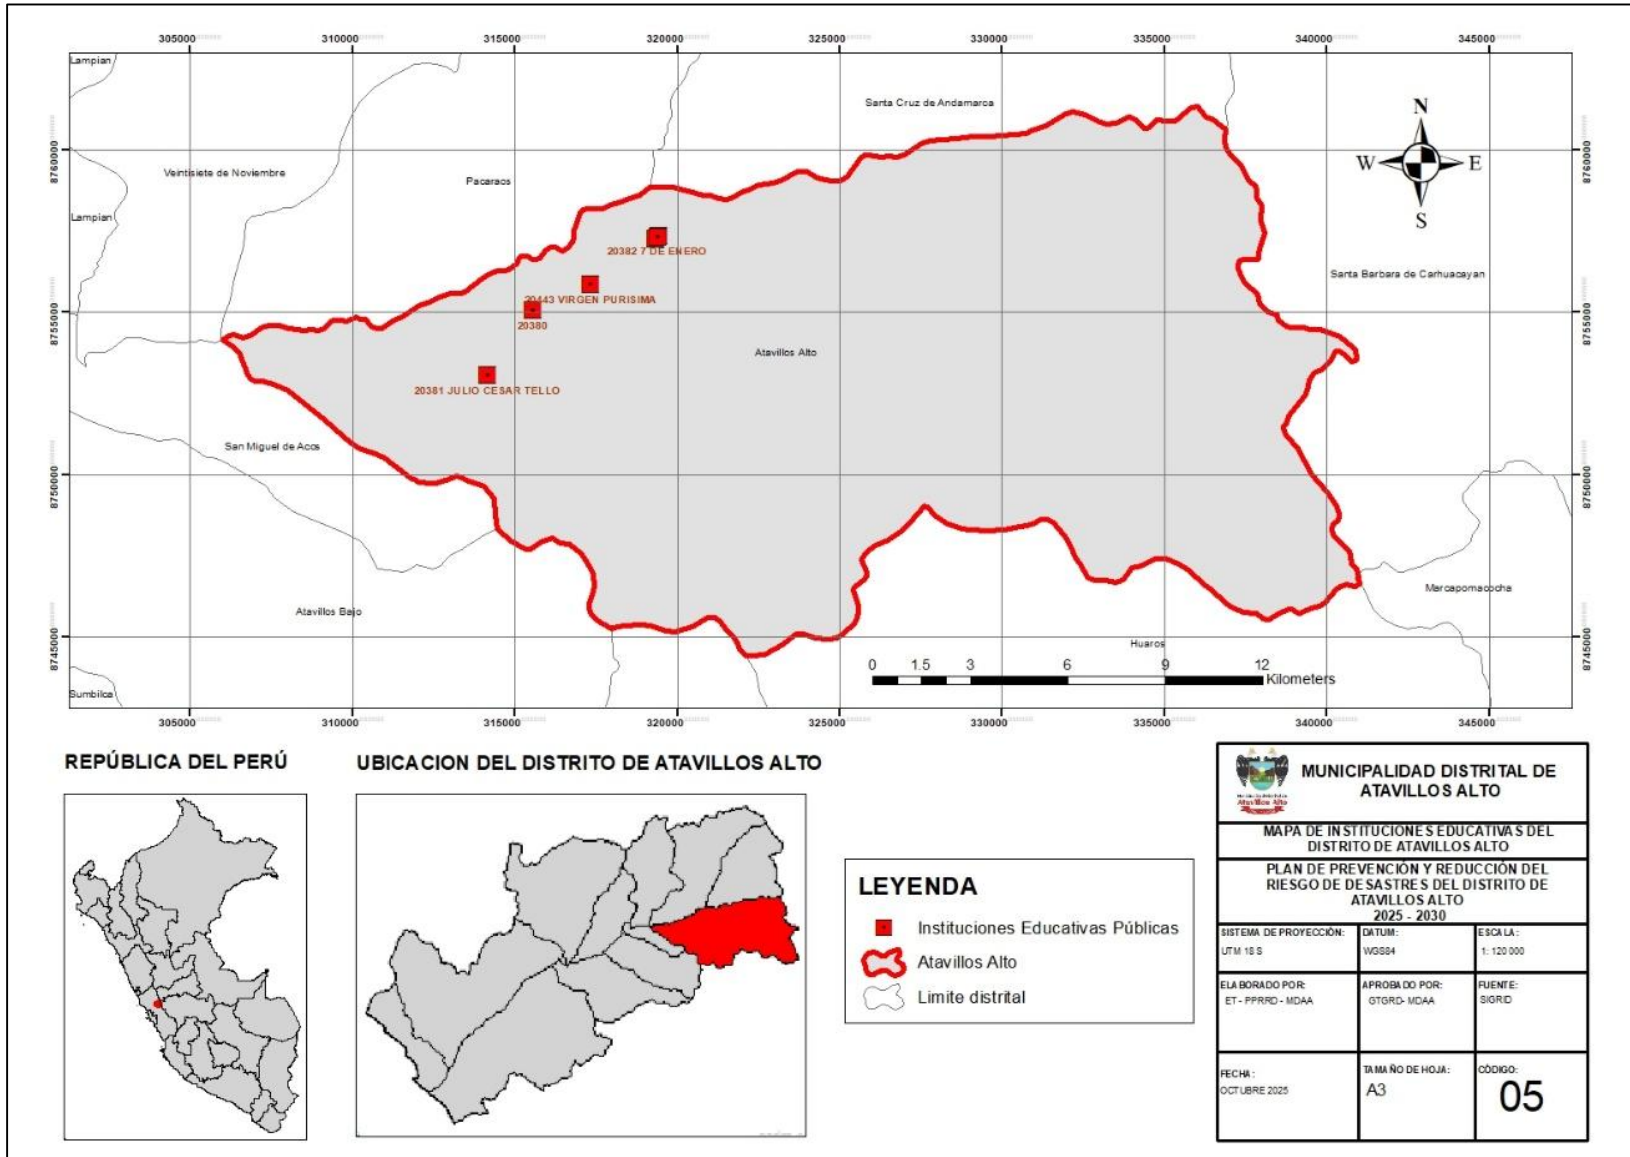 305000 310000 315000 320000 325000 330000 335000 340000 345000
Lampian
Santa Cruz de Andamarca
N
8760000
8760000
W E
Veintisiete de Noviembre
Pacaraos
S
Lampian
20382 7 DE ENERO
Santa Barbara de Carhuacayan
20443 VIRGEN PURISIMA
8755000
8755000
20380
Atavillos Alto
20381 JULIO CESAR TELLO
San Miguel de Acos
8750000
8750000
Marcapomacocha
Atavillos Bajo
8745000
8745000
Huaros
0 1.5 3 6 9 12
Kilometers
Sumbilca
305000 310000 315000 320000 325000 330000 335000 340000 345000
REPÚBLICA DEL PERÚ
UBICACION DEL DISTRITO DE ATAVILLOS ALTO
LEYENDA
Instituciones Educativas Públicas
Atavillos Alto
Limite distrital
Atavillos Alto
MUNICIPALIDAD DISTRITAL DE
ATAVILLOS ALTO
MAPA DE INSTITUCIONES EDUCATIVAS DEL
DISTRITO DE ATAVILLOS ALTO
PLAN DE PREVENCIÓN Y REDUCCIÓN DEL
RIESGO DE DESASTRES DEL DISTRITO DE
ATAVILLOS ALTO
2025 - 2030
SISTEMA DE PROYECCIÓN:
UTM 18 S
DATUM:
WGS84
ESCALA:
1: 120 000
ELABORADO POR:
ET - PPRRD - MDAA
APROBADO POR:
GTGRD- MDAA
FUENTE:
SIGRID
FECHA:
OCTUBRE 2025
TAMAÑO DE HOJA:
A3
CÓDIGO:
05